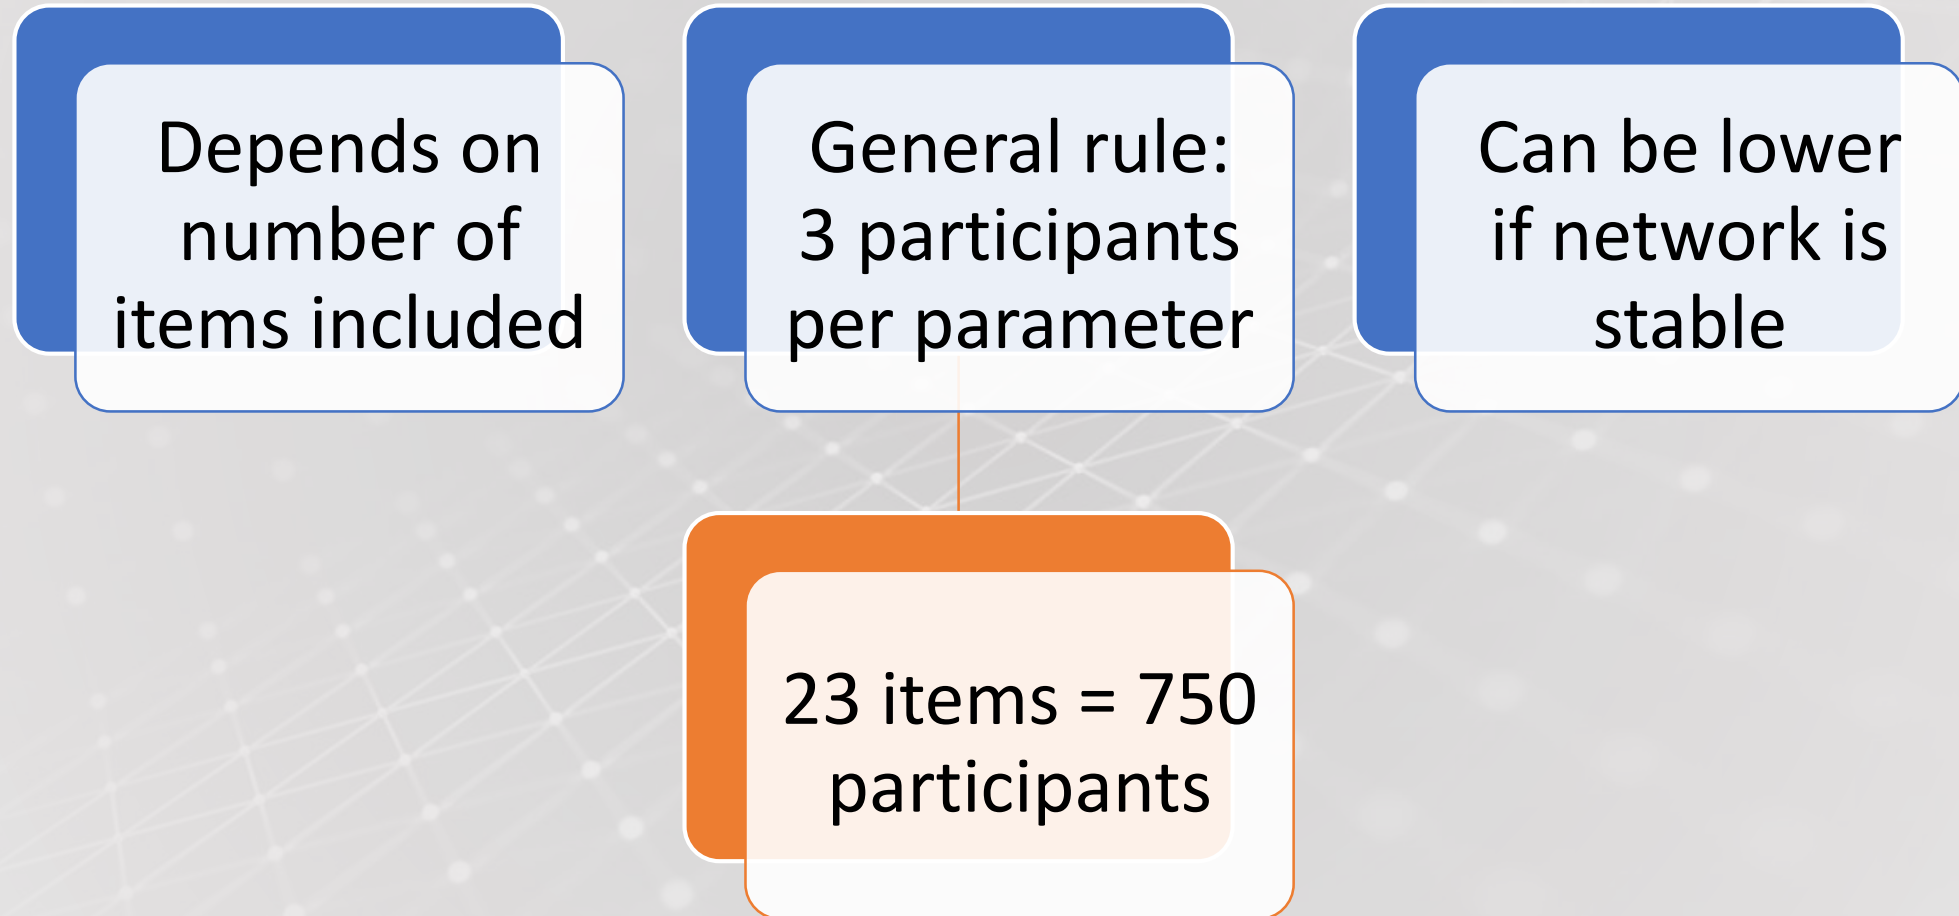 Depends on
number of
items included
General rule:
3 participants
per parameter
Can be lower
if network is
stable
23 items = 750
participants